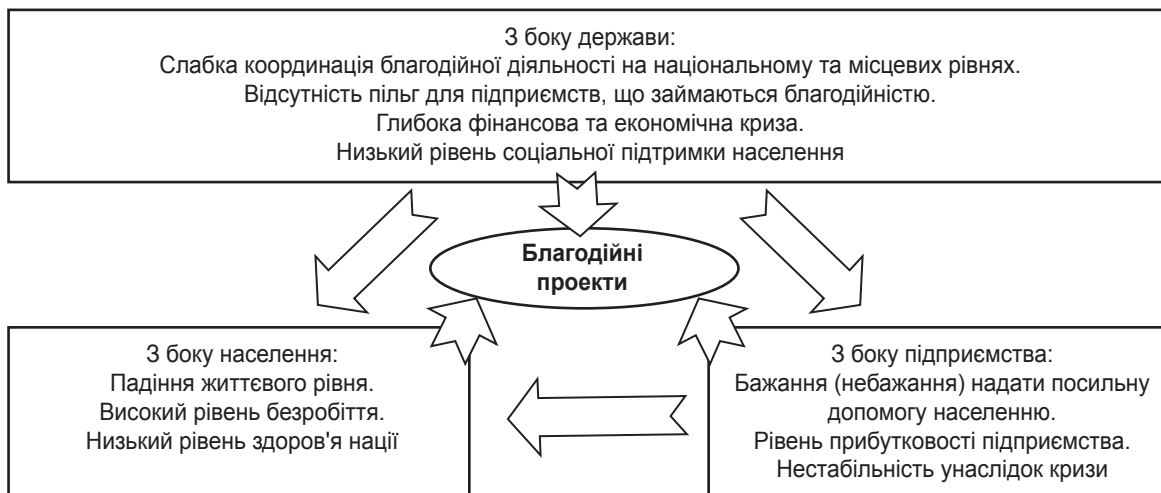 З боку держави:
Слабка координація благодійної діяльності на національному та місцевих рівнях.
Відсутність пільг для підприємств, що займаються благодійністю.
Глибока фінансова та економічна криза.
Низький рівень соціальної підтримки населення
Благодійні
проекти
З боку населення:
Падіння життєвого рівня.
Високий рівень безробіття.
Низький рівень здоров'я нації
З боку підприємства:
Бажання (небажання) надати посильну
допомогу населенню.
Рівень прибутковості підприємства.
Нестабільність унаслідок кризи